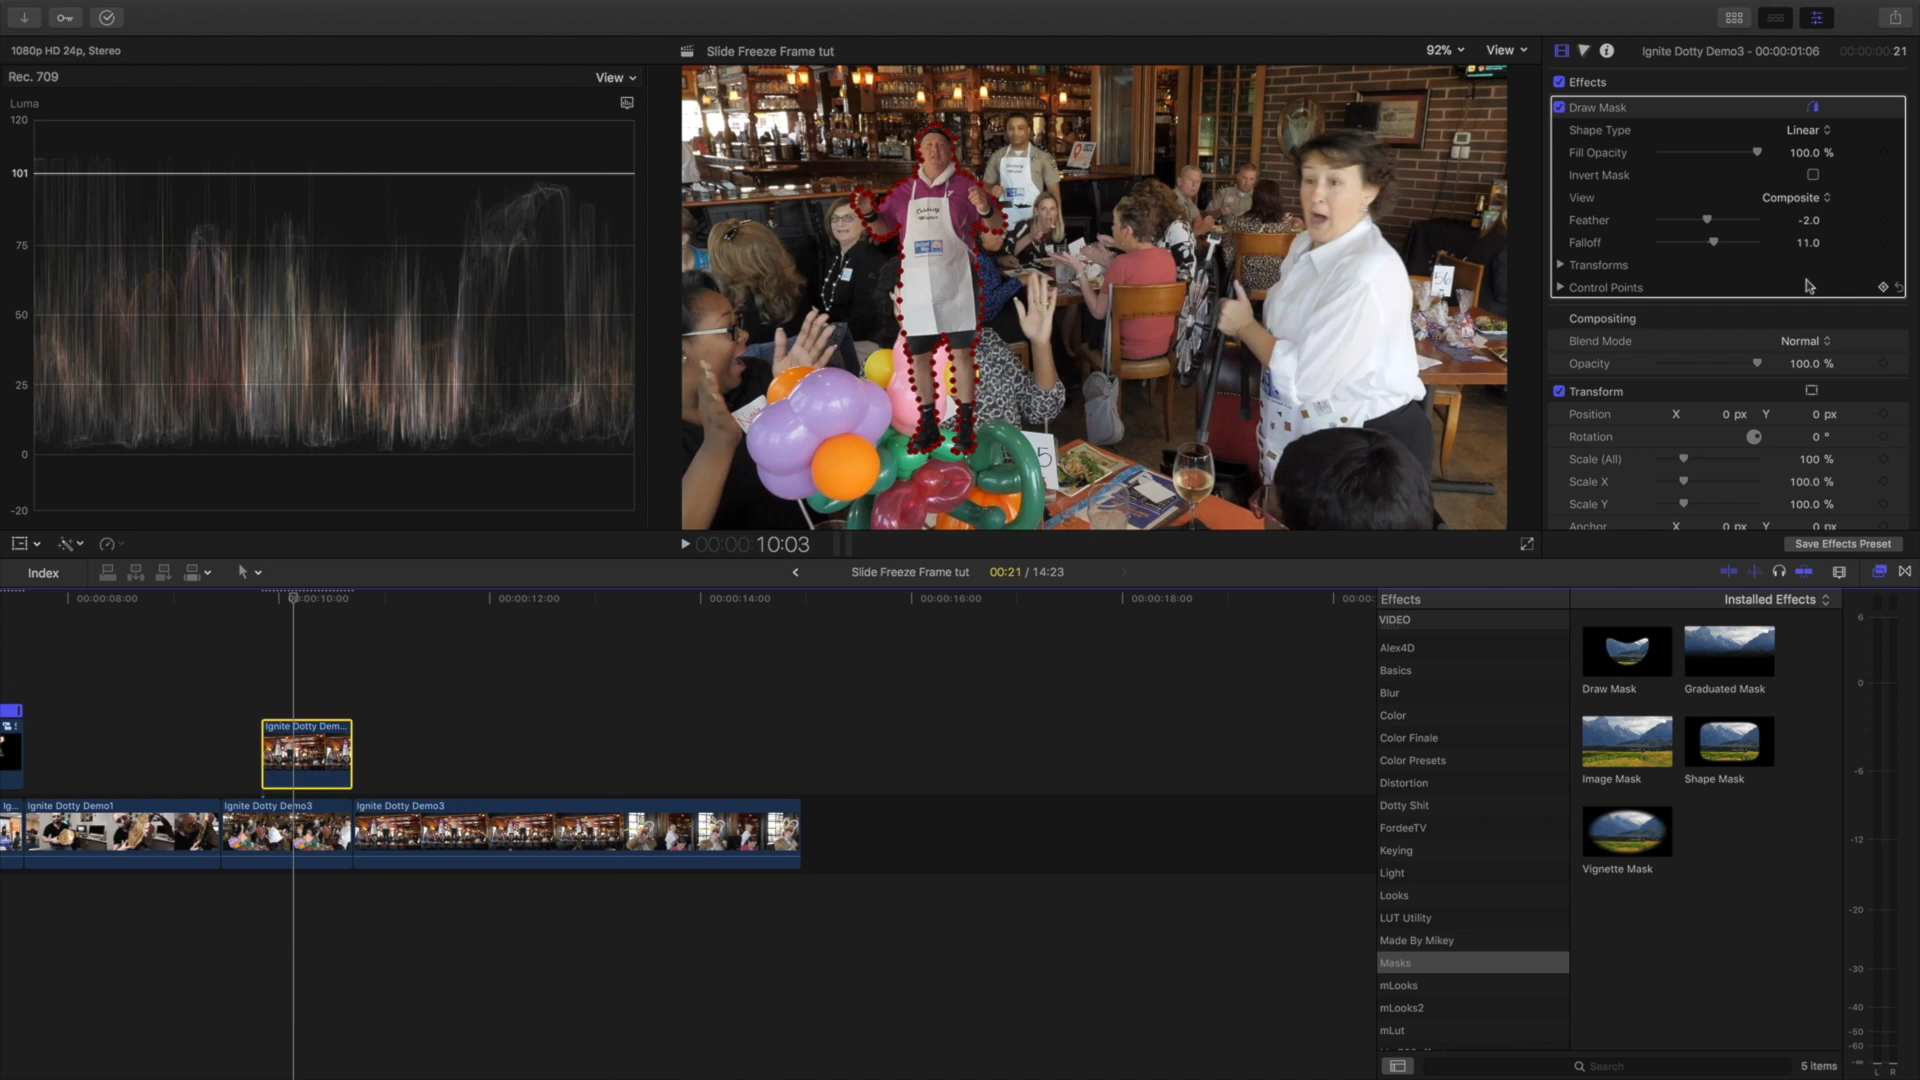 1080p HD 24p, Stereo
Slide Freeze Frame tut
92%
View
Ignite Dotty Demo3 - 00:00:01:06
00:00:00:21
Rec. 709
View
Luma
120
101
75
50
25
0
-20
Effects
Draw Mask
Shape Type
Linear
Fill Opacity
100.0 %
Invert Mask
View
Composite
Feather
-2.0
Falloff
11.0
Transforms
Control Points
Compositing
Blend Mode
Normal
Opacity
100.0 %
Transform
Position X 0 px Y 0 px
Rotation
0 °
Scale (All)
100 %
Scale X
100.0 %
Scale Y
100.0 %
Anchor X 0 px Y 0 px
Save Effects Preset
00:00:10:03
Index
Slide Freeze Frame tut
00:21 / 14:23
00:00:08:00
00:00:10:00
00:00:12:00
00:00:14:00
00:00:16:00
00:00:18:00
00:00:
Ignite Dotty Dem...
Ig...
Ignite Dotty Demo1
Ignite Dotty Demo3
Ignite Dotty Demo3
Effects
VIDEO
Alex4D
Basics
Blur
Color
Color Finale
Color Presets
Distortion
Dotty Shit
FordeeTV
Keying
Light
Looks
LUT Utility
Made By Mikey
Masks
mLooks
mLooks2
mLut
Installed Effects
Draw Mask
Graduated Mask
Image Mask
Shape Mask
Vignette Mask
Search
5 items
6
0
-6
-12
-20
-30
-40
-50
-60
-∞
L R